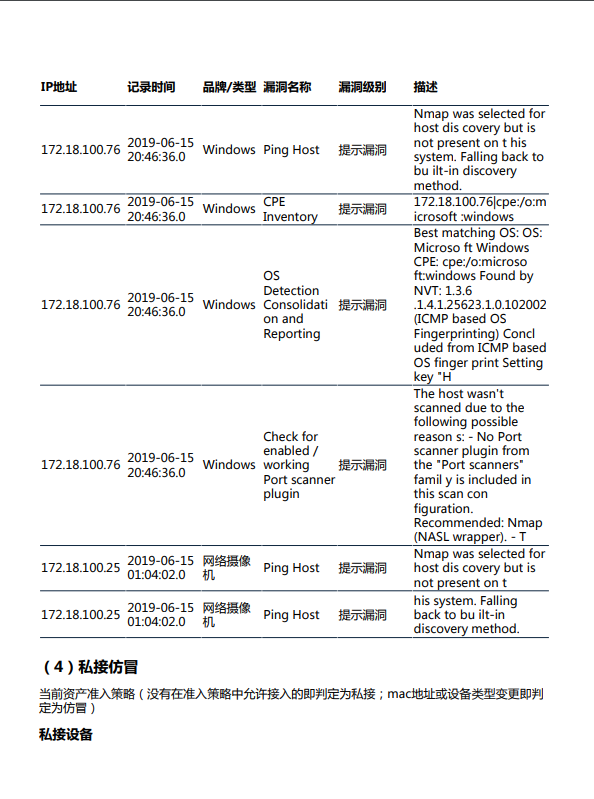 IP地址 记录时间 品牌/类型 漏洞名称 漏洞级别 描述
172.18.100.76 2019-06-15 20:46:36.0 Windows Ping Host 提示漏洞 Nmap was selected for
host dis covery but is
not present on t his
system. Falling back to
bu ilt-in discovery
method.
172.18.100.76 2019-06-15 20:46:36.0 Windows CPE Inventory 提示漏洞 172.18.100.76|cpe:/o:m
icrosoft :windows
172.18.100.76 2019-06-15 20:46:36.0 Windows OS Detection Consolidati on and Reporting 提示漏洞 Best matching OS: OS:
Microso ft Windows
CPE: cpe:/o:microso
ft:windows Found by
NVT: 1.3.6
.1.4.1.25623.1.0.102002
(ICMP based OS
Fingerprinting) Concl
uded from ICMP based
OS finger print Setting
key "H
172.18.100.76 2019-06-15 20:46:36.0 Windows Check for enabled / working Port scanner plugin 提示漏洞 The host wasn't
scanned due to the
following possible
reason s: - No Port
scanner plugin from
the "Port scanners"
famil y is included in
this scan con
figuration.
Recommended: Nmap
(NASL wrapper). - T
172.18.100.25 2019-06-15 01:04:02.0 网络摄像机 Ping Host 提示漏洞 Nmap was selected for
host dis covery but is
not present on t
172.18.100.25 2019-06-15 01:04:02.0 网络摄像机 Ping Host 提示漏洞 his system. Falling
back to bu ilt-in
discovery method.
（4）私接仿冒
当前资产准入策略（没有在准入策略中允许接入的即判定为私接；mac地址或设备类型变更即判
定为仿冒）
私接设备